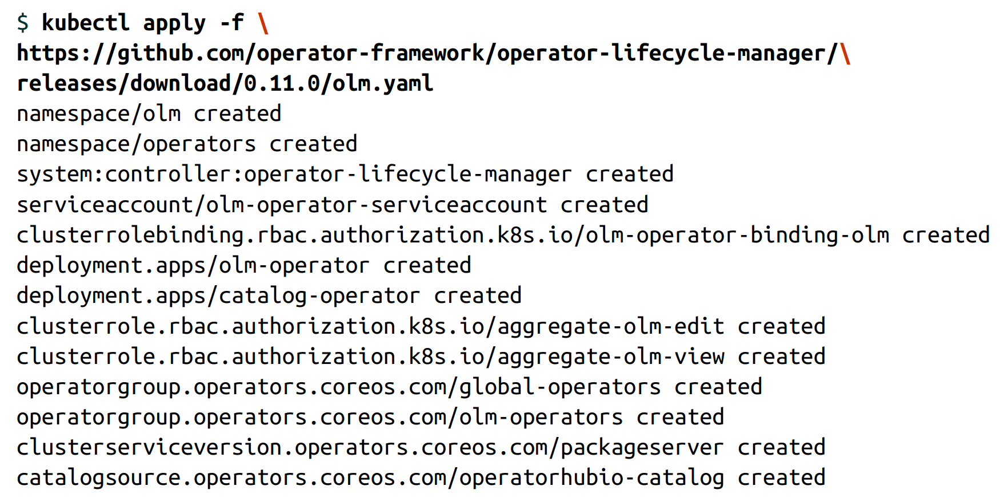 $ kubectl apply -f \
https://github.com/operator-framework/operator-lifecycle-manager/\
releases/download/0.11.0/olm.yaml
namespace/olm created
namespace/operators created
system:controller:operator-lifecycle-manager created
serviceaccount/olm-operator-serviceaccount created
clusterrolebinding.rbac.authorization.k8s.io/olm-operator-binding-olm created
deployment.apps/olm-operator created
deployment.apps/catalog-operator created
clusterrole.rbac.authorization.k8s.io/aggregate-olm-edit created
clusterrole.rbac.authorization.k8s.io/aggregate-olm-view created
operatorgroup.operators.coreos.com/global-operators created
operatorgroup.operators.coreos.com/olm-operators created
clusterserviceversion.operators.coreos.com/packageserver created
catalogsource.operators.coreos.com/operatorhubio-catalog created